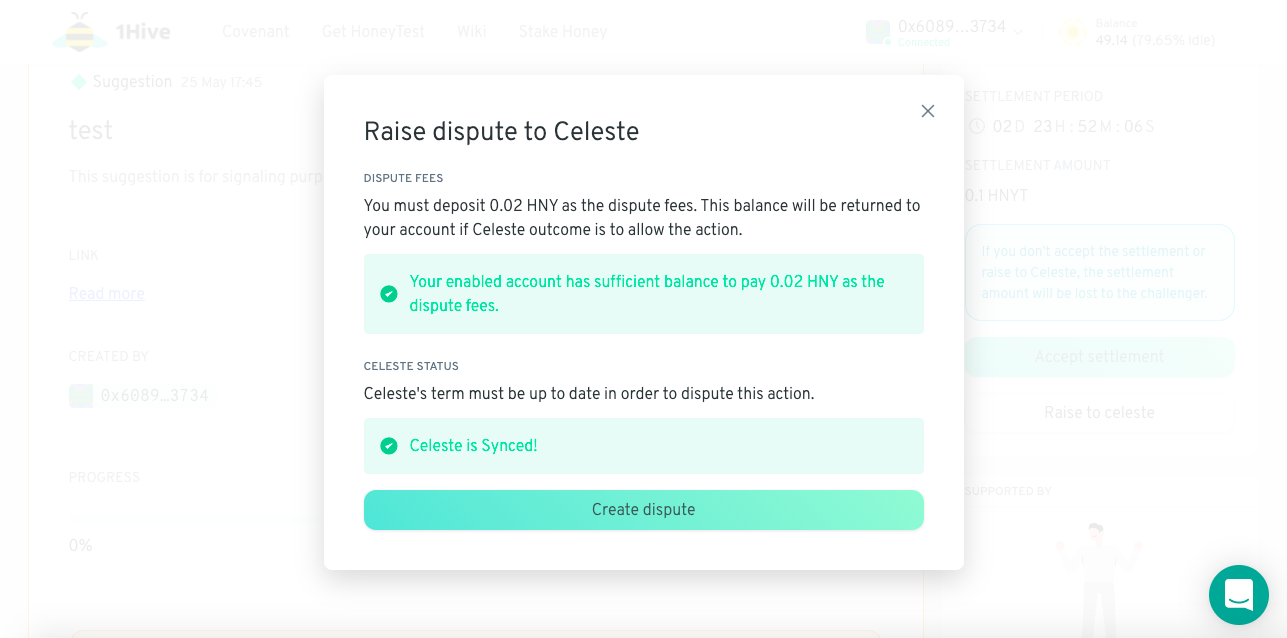 1Hive
Covenant
Get HoneyTest
Wiki
Stake Honey
0x6089…3734
Connected
Balance
49.14 (79.65% Idle)
Suggestion 25 May 17:45
test
This suggestion is for signaling purp
LINK
Read more
CREATED BY
0x6089…3734
PROGRESS
0%
Raise dispute to Celeste
DISPUTE FEES
You must deposit 0.02 HNY as the dispute fees. This balance will be returned to
your account if Celeste outcome is to allow the action.
Your enabled account has sufficient balance to pay 0.02 HNY as the
dispute fees.
CELESTE STATUS
Celeste's term must be up to date in order to dispute this action.
Celeste is Synced!
Create dispute
SETTLEMENT PERIOD
02D 23H : 52M : 06S
SETTLEMENT AMOUNT
0.1 HNYT
If you don't accept the settlement or
raise to Celeste, the settlement
amount will be lost to the challenger.
Accept settlement
Raise to celeste
SUPPORTED BY